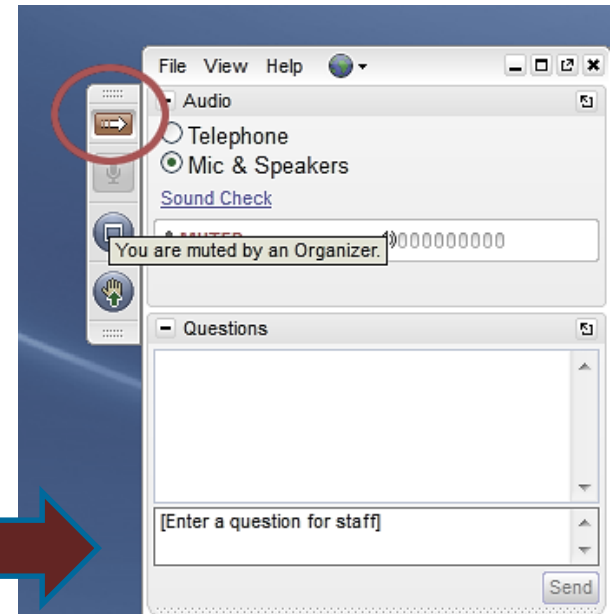 File View Help
Audio
Telephone
Mic & Speakers
Sound Check
MUTED 000000000
You are muted by an Organizer.
Questions
[Enter a question for staff]
Send